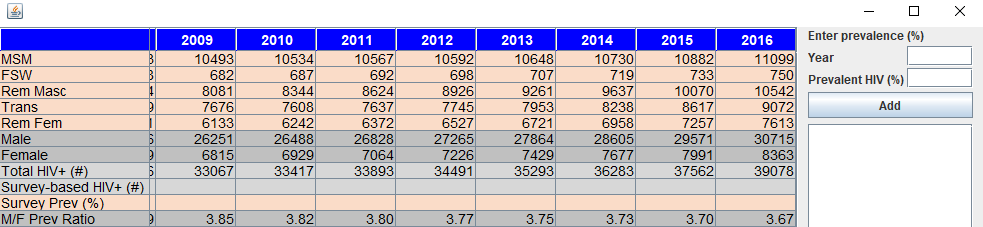 2009 2010 2011 2012 2013 2014 2015 2016 Enter prevalence (%)
MSM 10493 10534 10567 10592 10648 10730 10882 11099 Year
FSW 682 687 692 698 707 719 733 750 Prevalent HIV (%)
Rem Masc 8081 8344 8624 8926 9261 9637 10070 10542 Add
Trans 7676 7608 7637 7745 7953 8238 8617 9072
Rem Fem 6133 6242 6372 6527 6721 6958 7257 7613
Male 26251 26488 26828 27265 27864 28605 29571 30715
Female 6815 6929 7064 7226 7429 7677 7991 8363
Total HIV+ (#) 33067 33417 33893 34491 35293 36283 37562 39078
Survey-based HIV+ (#)
Survey Prev (%)
M/F Prev Ratio 3.85 3.82 3.80 3.77 3.75 3.73 3.70 3.67